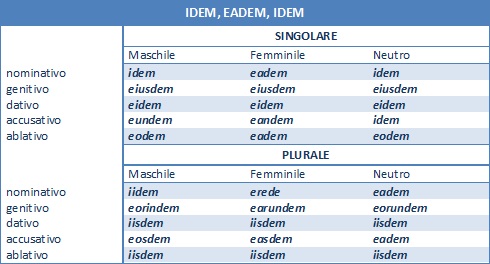 IDEM, EADEM, IDEM
SINGOLARE
Maschile Femminile Neutro
nominativo idem eadem idem
genitivo eiusdem eiusdem eiusdem
dativo eidem eidem eidem
accusativo eundem eandem idem
ablativo eodem eadem eodem
PLURALE
Maschile Femminile Neutro
nominativo iidem erede eadem
genitivo eorindem earundem eorundem
dativo iisdem iisdem iisdem
accusativo eosdem easdem eadem
ablativo iisdem iisdem iisdem